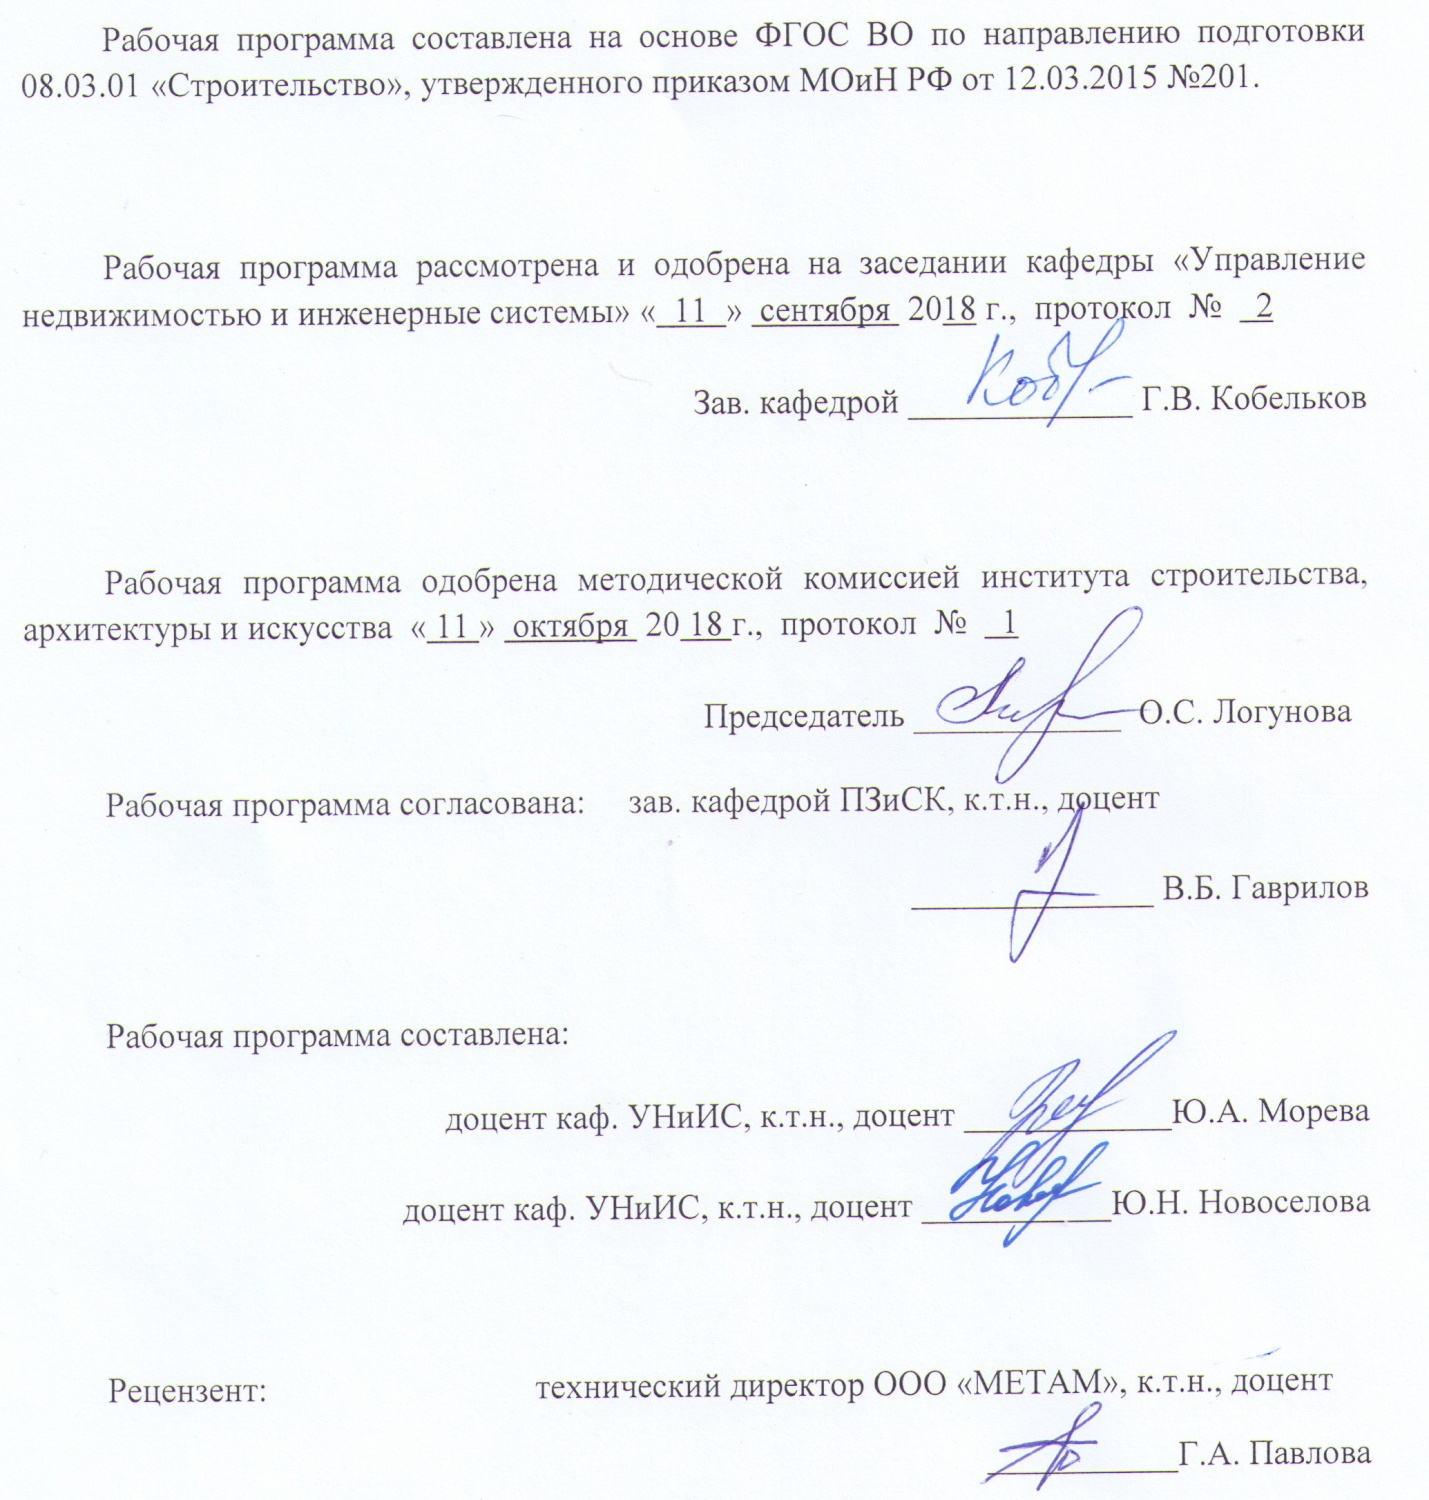 Рабочая программа составлена на основе ФГОС ВО по направлению подготовки
08.03.01 «Строительство», утвержденного приказом МОиН РФ от 12.03.2015 №201.
Рабочая программа рассмотрена и одобрена на заседании кафедры «Управление
недвижимостью и инженерные системы» « 11 » сентября 2018 г., протокол № 2
Зав. кафедрой Г.В. Кобельков
Рабочая программа одобрена методической комиссией института строительства,
архитектуры и искусства « 11 » октября 20 18 г., протокол № 1
Председатель О.С. Логунова
Рабочая программа согласована: зав. кафедрой ПЗиСК, к.т.н., доцент
В.Б. Гаврилов
Рабочая программа составлена:
доцент каф. УНиИС, к.т.н., доцент Ю.А. Морева
доцент каф. УНиИС, к.т.н., доцент Ю.Н. Новоселова
Рецензент: технический директор ООО «МЕТАМ», к.т.н., доцент
Г.А. Павлова